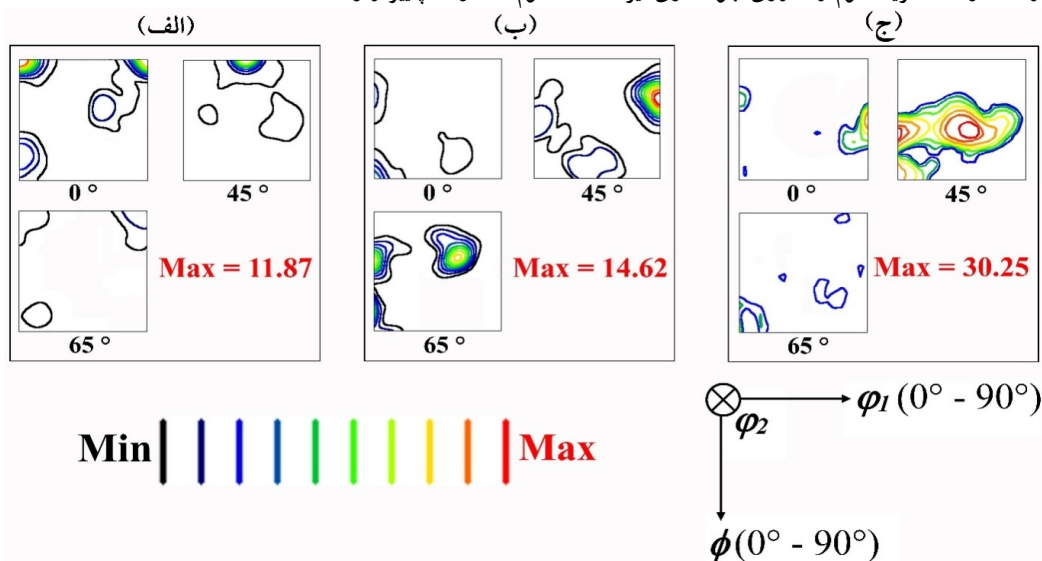 (الف)
(ب)
(ج)
0 ° 45 °
65 °
Max = 11.87
0 ° 45 °
65 °
Max = 14.62
0 ° 45 °
65 °
Max = 30.25
Min Max
φ1 (0° - 90°)
φ2
ϕ (0° - 90°)